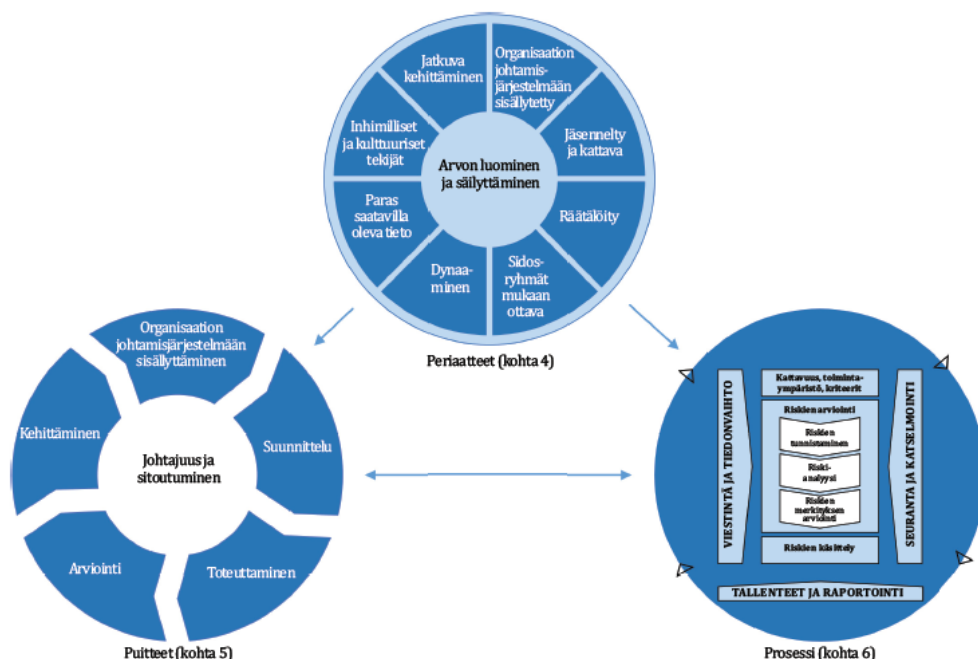 Jatkuva
kehittäminen
Organisaation
johtamis-
järjestelmään
sisällytetty
Inhimilliset
ja kulttuuriset
tekijät
Jäsennelty
ja kattava
Arvon luominen
ja säilyttäminen
Paras
saatavilla
oleva tieto
Räätälöity
Dynaa-
minen
Sidos-
ryhmät
mukaan
ottava
Periaatteet (kohta 4)
Organisaation
johtamisjärjestelmään
sisällyttäminen
Kehittäminen
Suunnittelu
Johtajuus ja
sitoutuminen
Arviointi
Toteuttaminen
Puitteet (kohta 5)
VIESTINTÄ JA TIEDONVAIHTO
Kattavuus, toiminta-
ympäristö, kriteerit
Riskien arviointi
Riskien
tunnistaminen
Riski-
analyysi
Riskien
merkityksen
arviointi
Riskien käsittely
SEURANTA JA KATSELMOINTI
TALLENTEET JA RAPORTOINTI
Prosessi (kohta 6)